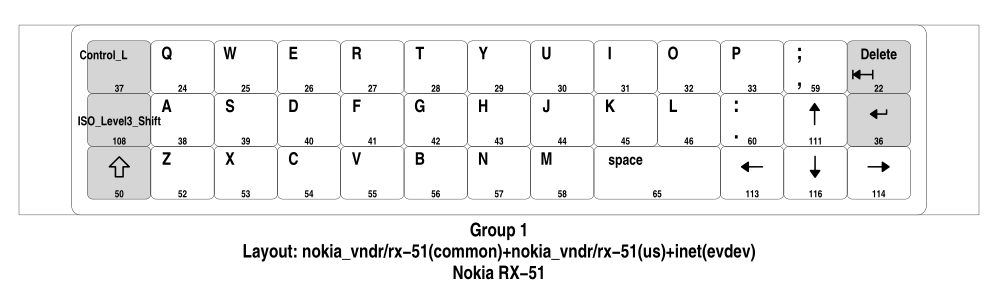 Control_L Q W E R T Y U I O P ; Delete
,
37 24 25 26 27 28 29 30 31 32 33 59 22
ISO_Level3_Shift A S D F G H J K L :
.
108 38 39 40 41 42 43 44 45 46 60 111 36
Z X C V B N M space
50 52 53 54 55 56 57 58 65 113 116 114
Group 1
Layout: nokia_vndr/rx−51(common)+nokia_vndr/rx−51(us)+inet(evdev)
Nokia RX−51